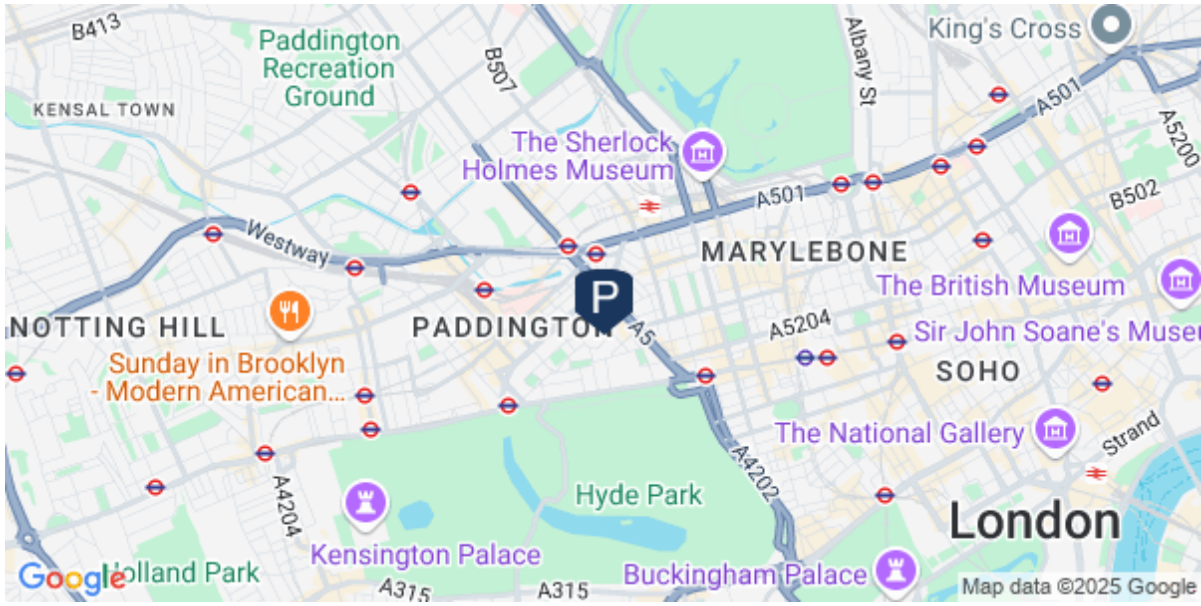 B413
Paddington
Recreation
Ground
B507
Albany St
King's Cross
KENSAL TOWN
The Sherlock
Holmes Museum
A501
A5200
A501
B502
Westway
MARYLEBONE
The British Museum
P
NOTTING HILL
PADDINGTON
A5
A5204
Sir John Soane's Museu
Sunday in Brooklyn
- Modern American...
SOHO
The National Gallery
Strand
A4204
A4202
Hyde Park
London
Kensington Palace
Holland Park
Google
A315
A315
Buckingham Palace
Map data ©2025 Google